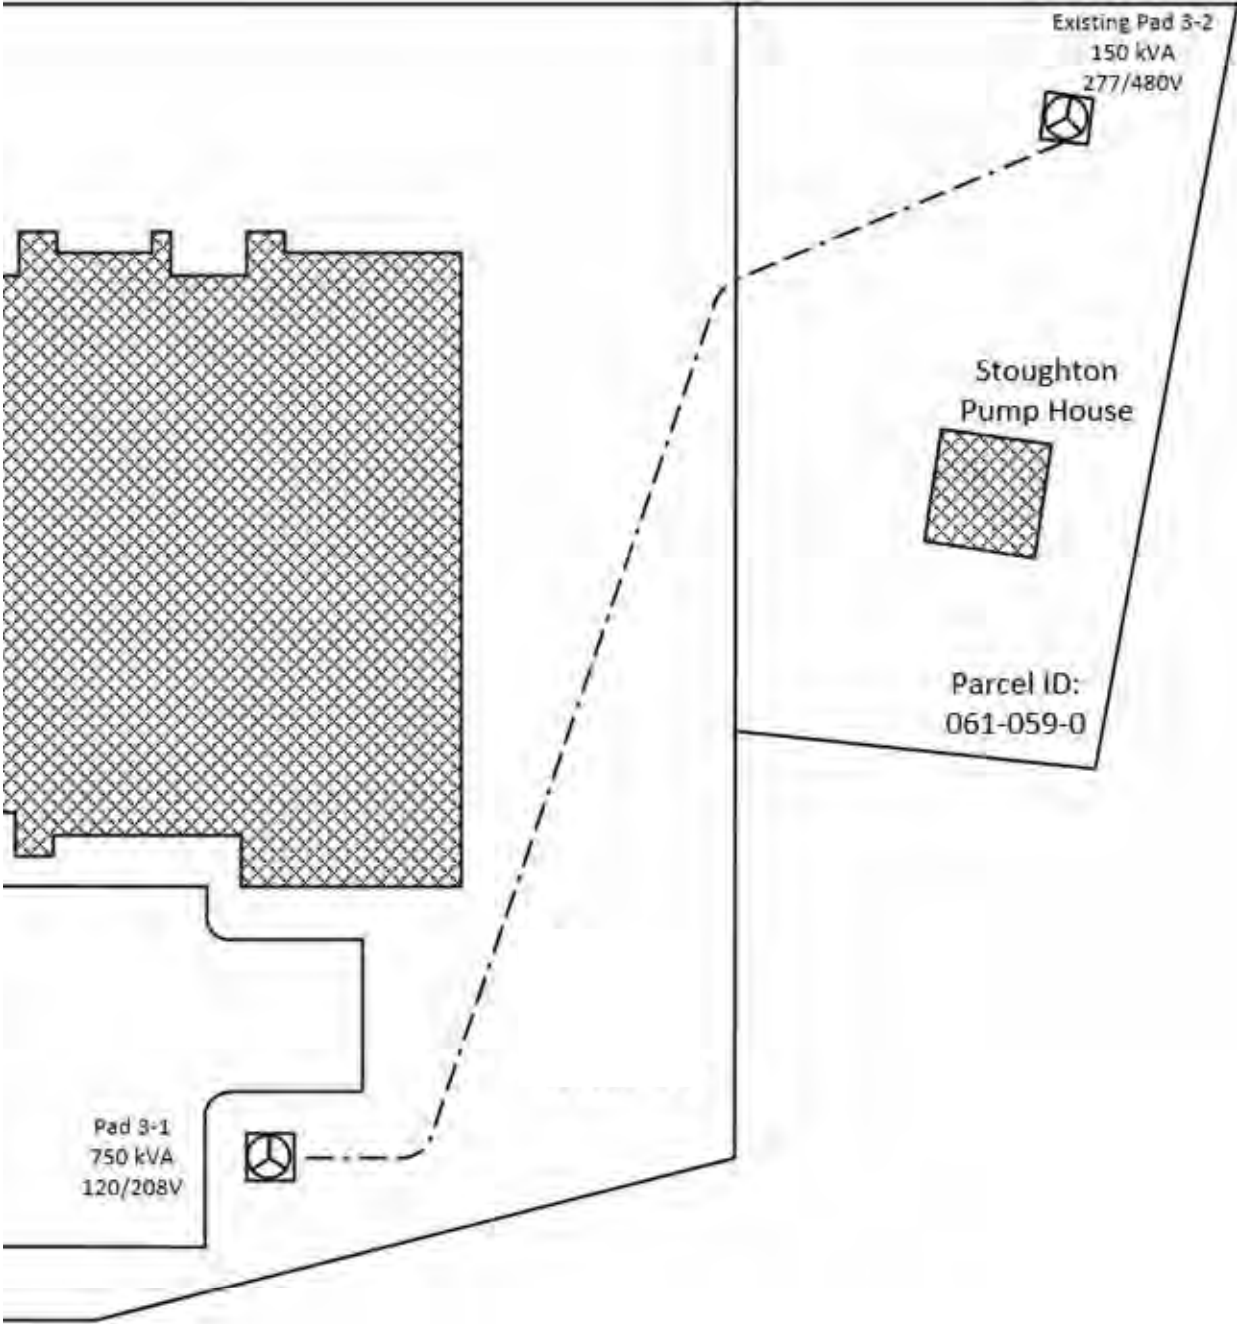 Existing Pad 3-2
150 kVA
277/480V
Stoughton
Pump House
Parcel ID:
061-059-0
Pad 3-1
750 kVA
120/208V